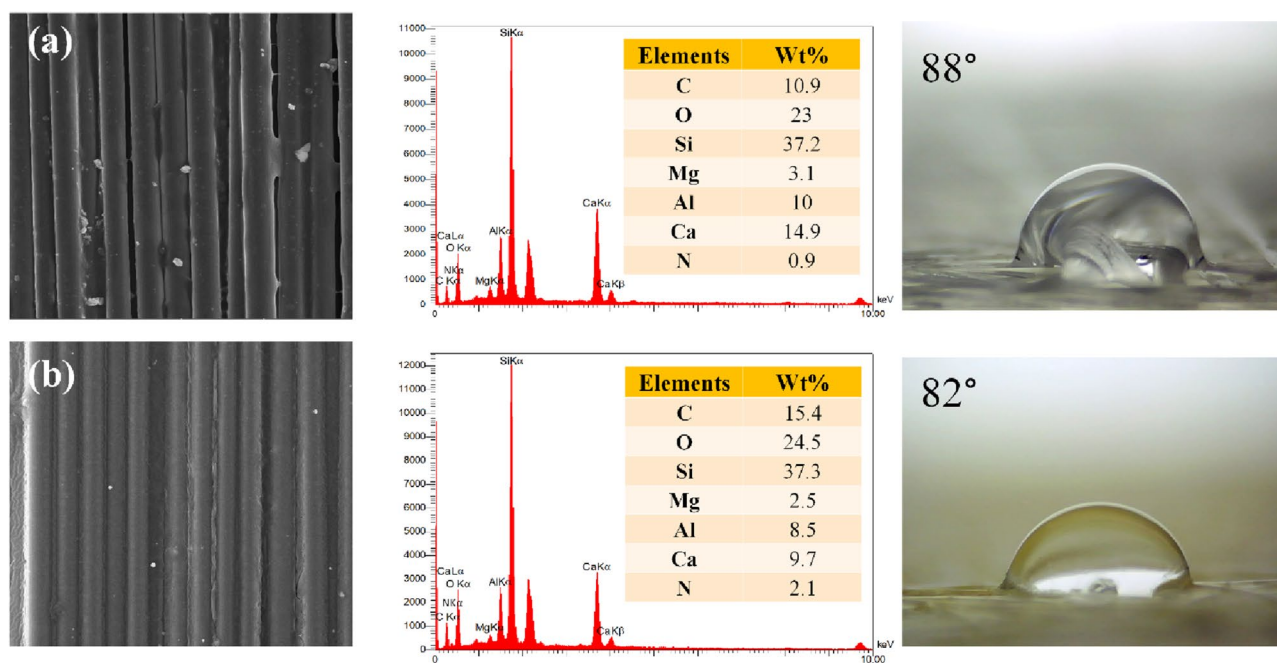 (a)
11000
10000
9000
8000
7000
6000
5000
4000
3000
2000
1000
0
SiKα
CaKα
CaLα
O Kα
AlKα
NKα
C Kα
MgKα
CaKβ
keV
0
10.00
Elements Wt%
C 10.9
O 23
Si 37.2
Mg 3.1
Al 10
Ca 14.9
N 0.9
88°
(b)
12000
11000
10000
9000
8000
7000
6000
5000
4000
3000
2000
1000
0
SiKα
CaKα
CaLα
O Kα
AlKα
NKα
C Kα
MgKα
CaKβ
keV
0
10.00
Elements Wt%
C 15.4
O 24.5
Si 37.3
Mg 2.5
Al 8.5
Ca 9.7
N 2.1
82°